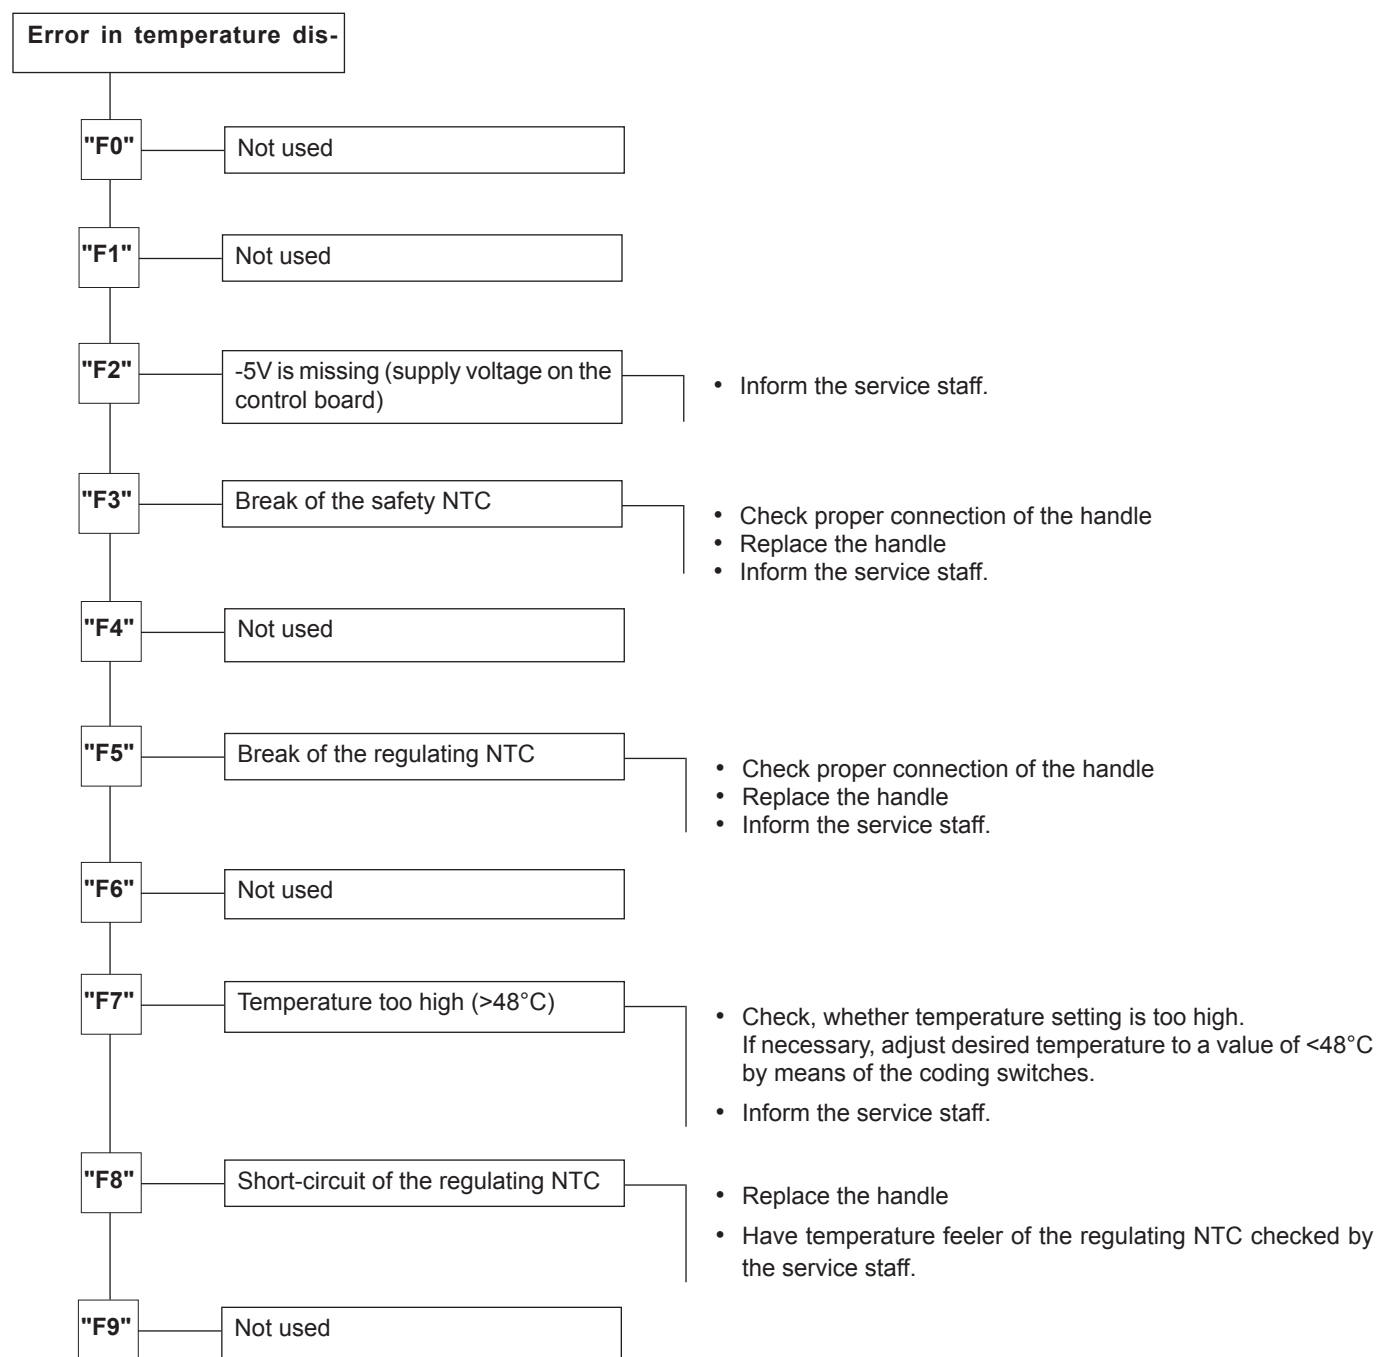 Error in temperature dis-
"F0"
Not used
"F1"
Not used
"F2"
-5V is missing (supply voltage on the
control board)
• Inform the service staff.
"F3"
Break of the safety NTC
• Check proper connection of the handle
• Replace the handle
• Inform the service staff.
"F4"
Not used
"F5"
Break of the regulating NTC
• Check proper connection of the handle
• Replace the handle
• Inform the service staff.
"F6"
Not used
"F7"
Temperature too high (>48°C)
• Check, whether temperature setting is too high.
If necessary, adjust desired temperature to a value of <48°C
by means of the coding switches.
• Inform the service staff.
"F8"
Short-circuit of the regulating NTC
• Replace the handle
• Have temperature feeler of the regulating NTC checked by
the service staff.
"F9"
Not used